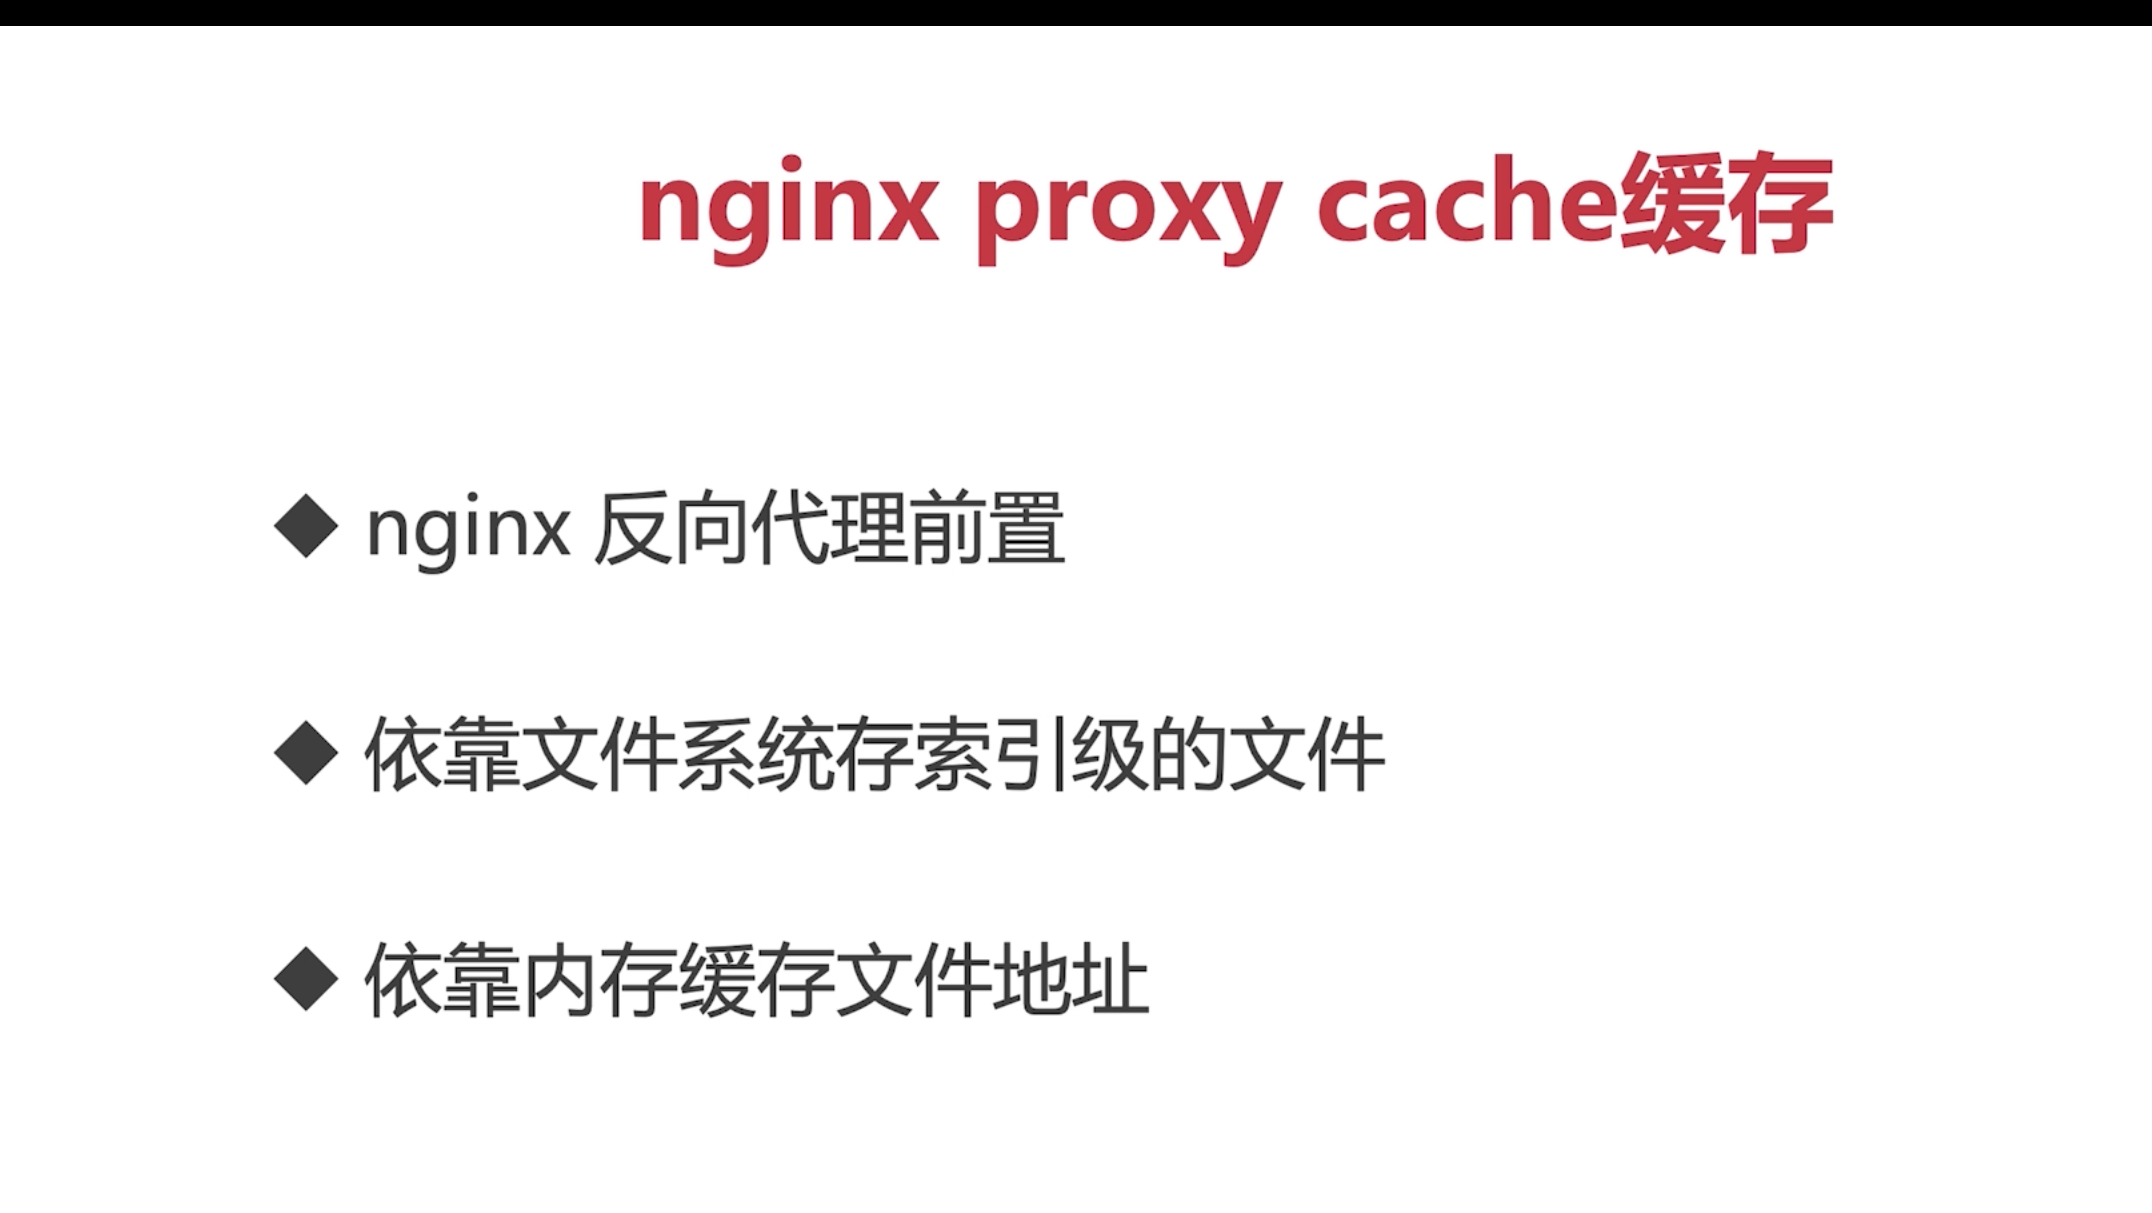 nginx proxy cache缓存
◆ nginx 反向代理前置
◆ 依靠文件系统存索引级的文件
◆ 依靠内存缓存文件地址